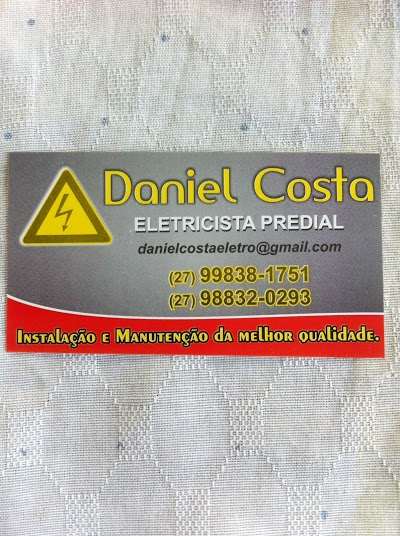 Daniel Costa
ELETRICISTA PREDIAL
danielcostaeletro@gmail.com
(27) 99838-1751
(27) 98832-0293
Instalação e Manutenção da melhor qualidade.